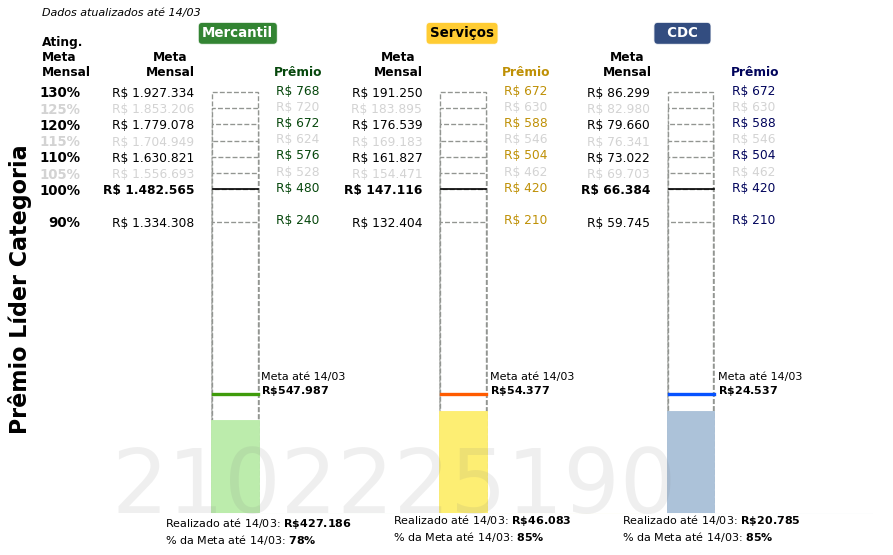 Dados atualizados até 14/03
Mercantil Serviços CDC
Ating.
Meta
Mensal
Meta
Mensal Prêmio
Meta
Mensal Prêmio
Meta
Mensal Prêmio
130% R$ 1.927.334 R$ 768 R$ 191.250 R$ 672 R$ 86.299 R$ 672
125% R$ 1.853.206 R$ 720 R$ 183.895 R$ 630 R$ 82.980 R$ 630
120% R$ 1.779.078 R$ 672 R$ 176.539 R$ 588 R$ 79.660 R$ 588
115% R$ 1.704.949 R$ 624 R$ 169.183 R$ 546 R$ 76.341 R$ 546
110% R$ 1.630.821 R$ 576 R$ 161.827 R$ 504 R$ 73.022 R$ 504
105% R$ 1.556.693 R$ 528 R$ 154.471 R$ 462 R$ 69.703 R$ 462
100% R$ 1.482.565 R$ 480 R$ 147.116 R$ 420 R$ 66.384 R$ 420
90% R$ 1.334.308 R$ 240 R$ 132.404 R$ 210 R$ 59.745 R$ 210
Prêmio Líder Categoria
Meta até 14/03 Meta até 14/03 Meta até 14/03
R$547.987 R$54.377 R$24.537
2102225190
Realizado até 14/03: R$427.186 Realizado até 14/03: R$46.083 Realizado até 14/03: R$20.785
% da Meta até 14/03: 78% % da Meta até 14/03: 85% % da Meta até 14/03: 85%